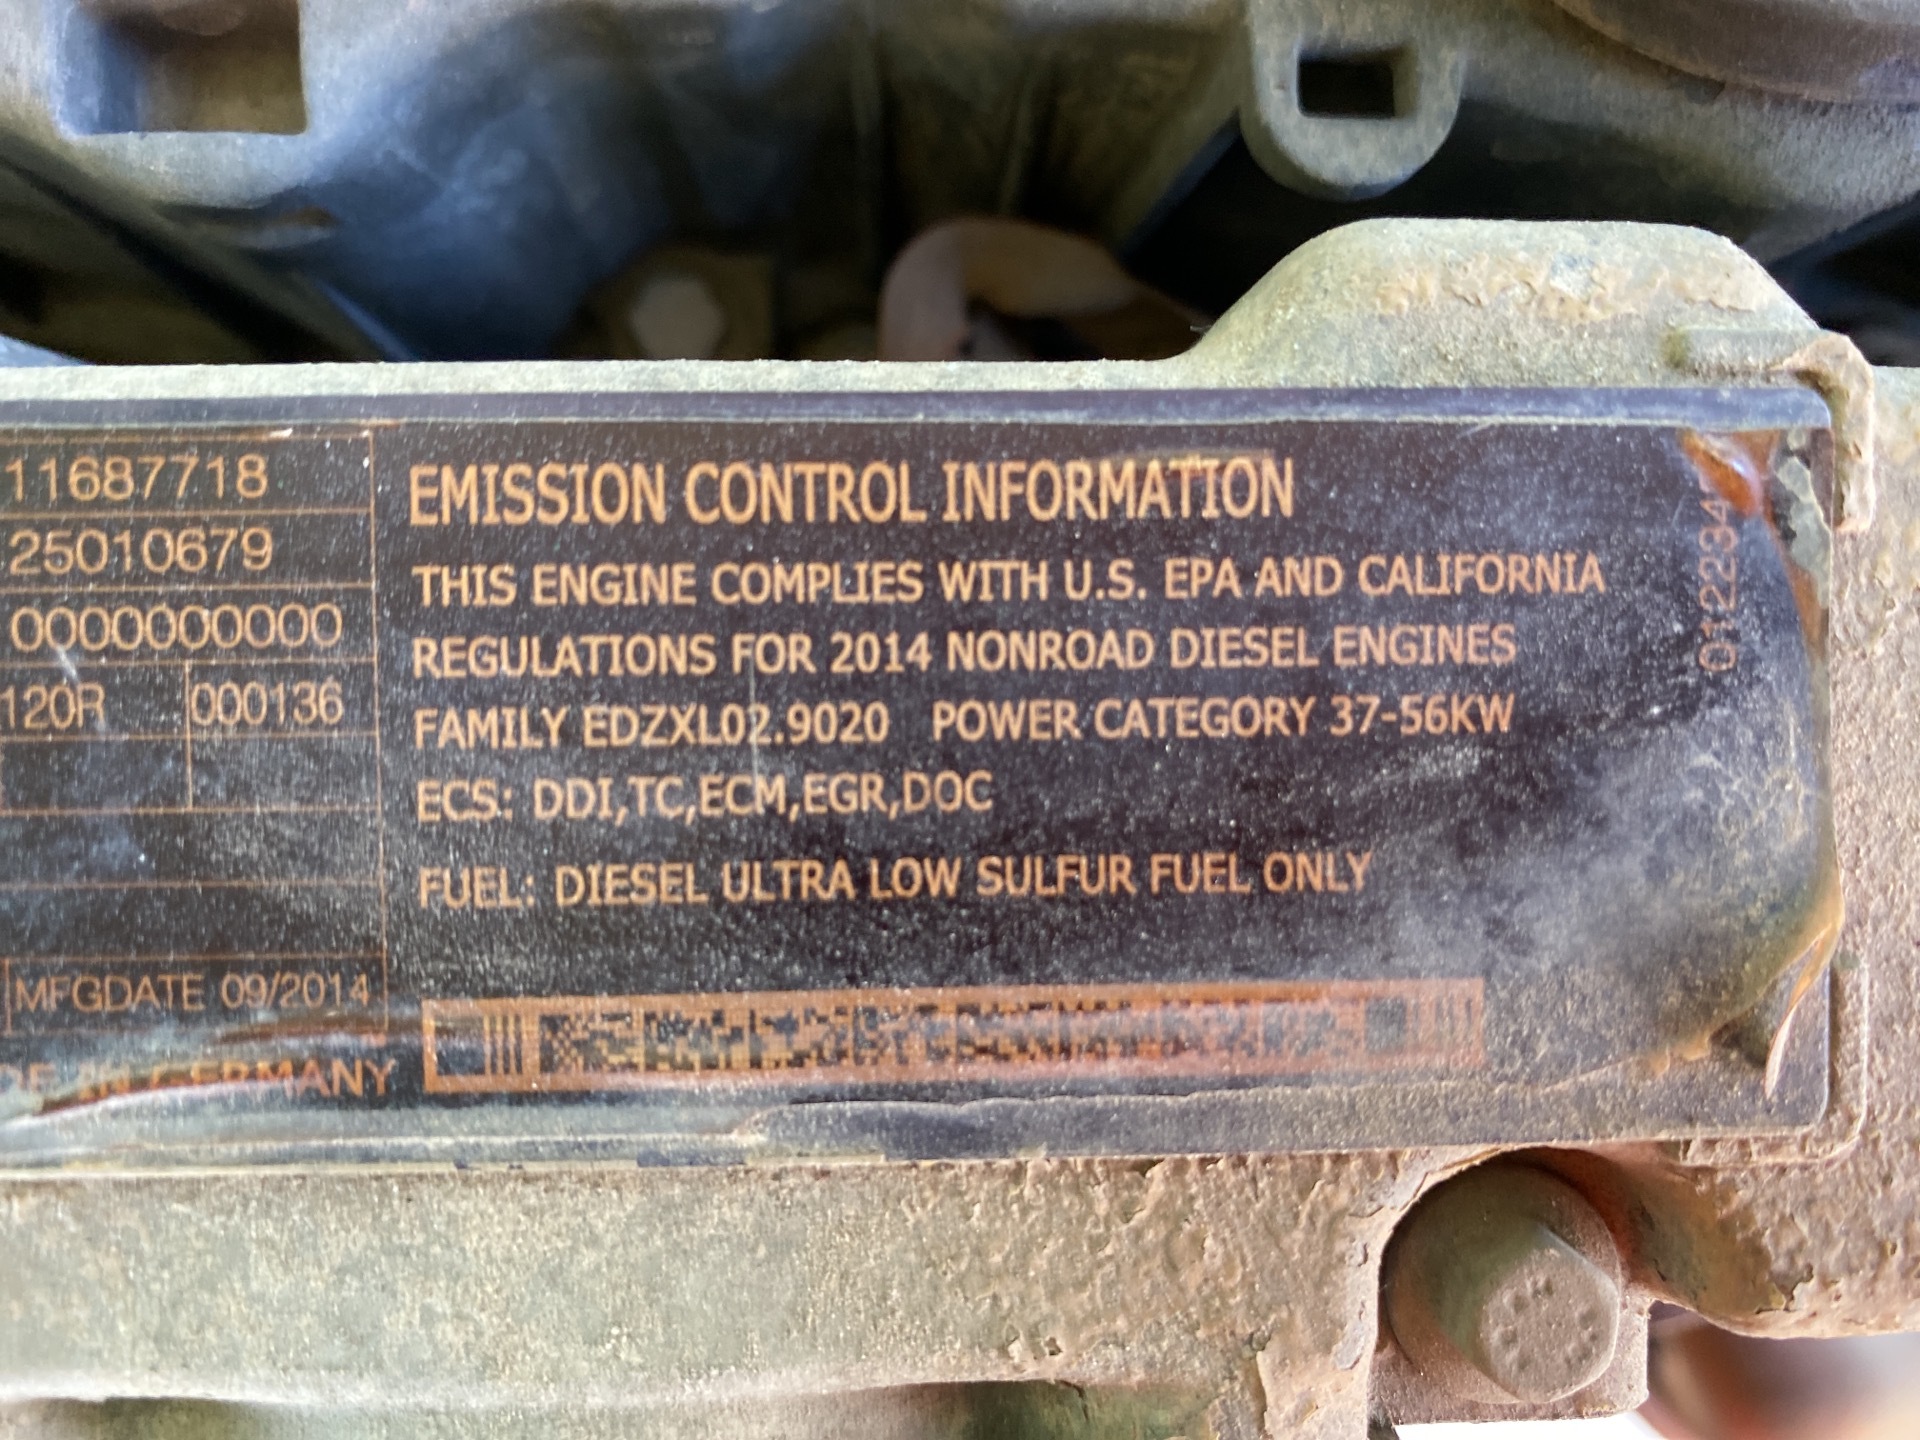 11687718
25010679
0000000000
120R 000136
MFGDATE 09/2014
GERMANY
EMISSION CONTROL INFORMATION
THIS ENGINE COMPLIES WITH U.S. EPA AND CALIFORNIA
REGULATIONS FOR 2014 NONROAD DIESEL ENGINES
FAMILY EDZXL02.9020 POWER CATEGORY 37-56KW
ECS: DDI,TC,ECM,EGR,DOC
FUEL: DIESEL ULTRA LOW SULFUR FUEL ONLY